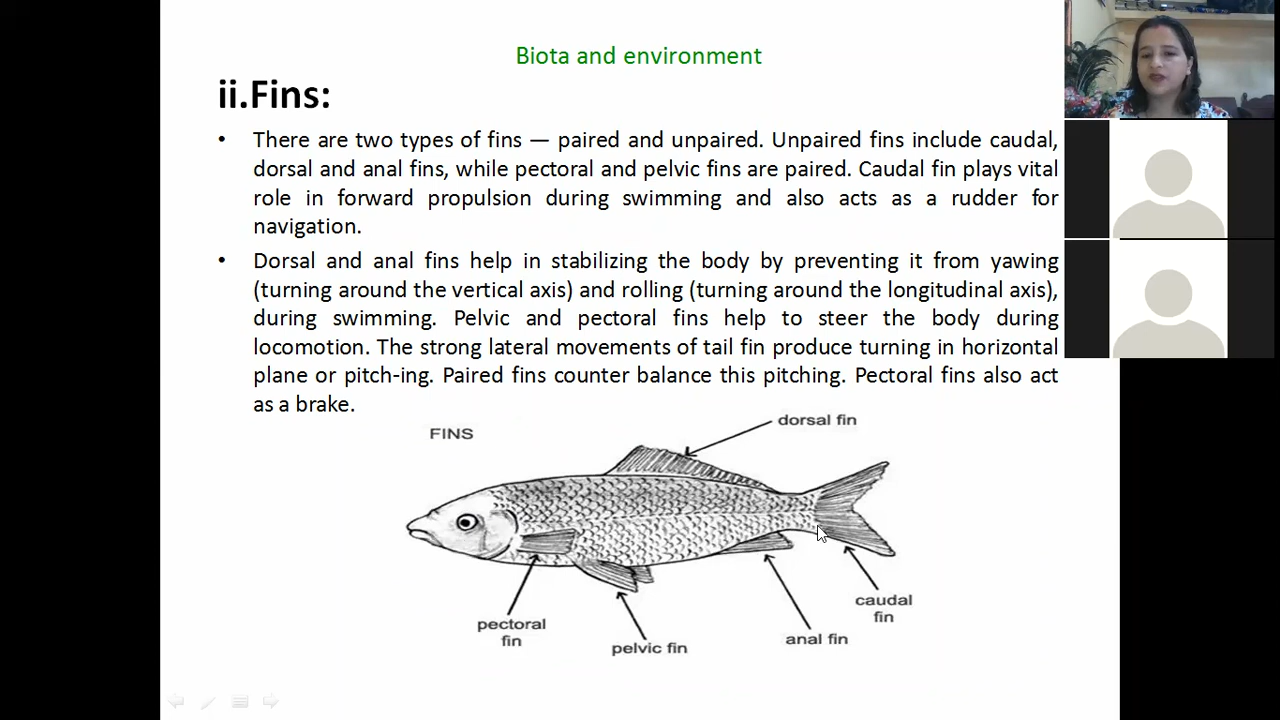 Biota and environment
ii.Fins:
• There are two types of fins — paired and unpaired. Unpaired fins include caudal,
dorsal and anal fins, while pectoral and pelvic fins are paired. Caudal fin plays vital
role in forward propulsion during swimming and also acts as a rudder for
navigation.
• Dorsal and anal fins help in stabilizing the body by preventing it from yawing
(turning around the vertical axis) and rolling (turning around the longitudinal axis),
during swimming. Pelvic and pectoral fins help to steer the body during
locomotion. The strong lateral movements of tail fin produce turning in horizontal
plane or pitch-ing. Paired fins counter balance this pitching. Pectoral fins also act
as a brake.
FINS
dorsal fin
pectoral
fin
pelvic fin
anal fin
caudal
fin